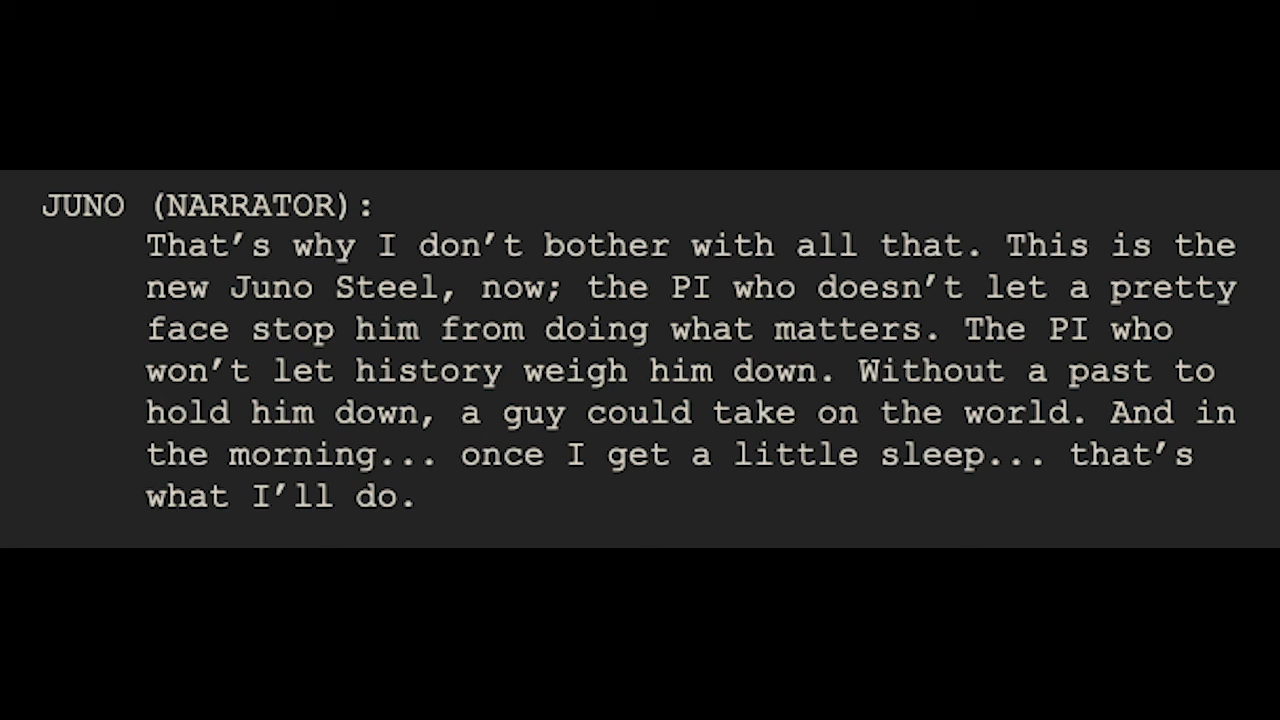 JUNO (NARRATOR):
That’s why I don’t bother with all that. This is the
new Juno Steel, now; the PI who doesn’t let a pretty
face stop him from doing what matters. The PI who
won’t let history weigh him down. Without a past to
hold him down, a guy could take on the world. And in
the morning... once I get a little sleep... that’s
what I’ll do.